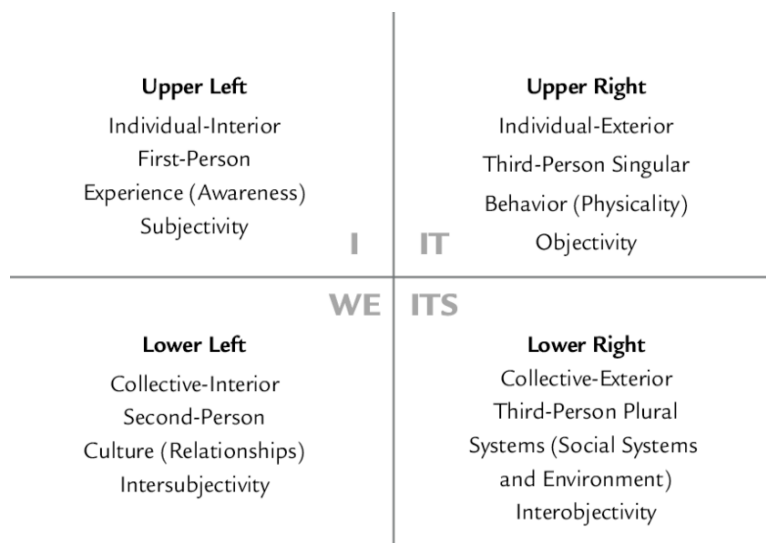 Upper Left
Individual-Interior
First-Person
Experience (Awareness)
Subjectivity
I
Upper Right
Individual-Exterior
Third-Person Singular
Behavior (Physicality)
Objectivity
IT
WE
Lower Left
Collective-Interior
Second-Person
Culture (Relationships)
Intersubjectivity
ITS
Lower Right
Collective-Exterior
Third-Person Plural
Systems (Social Systems
and Environment)
Interobjectivity